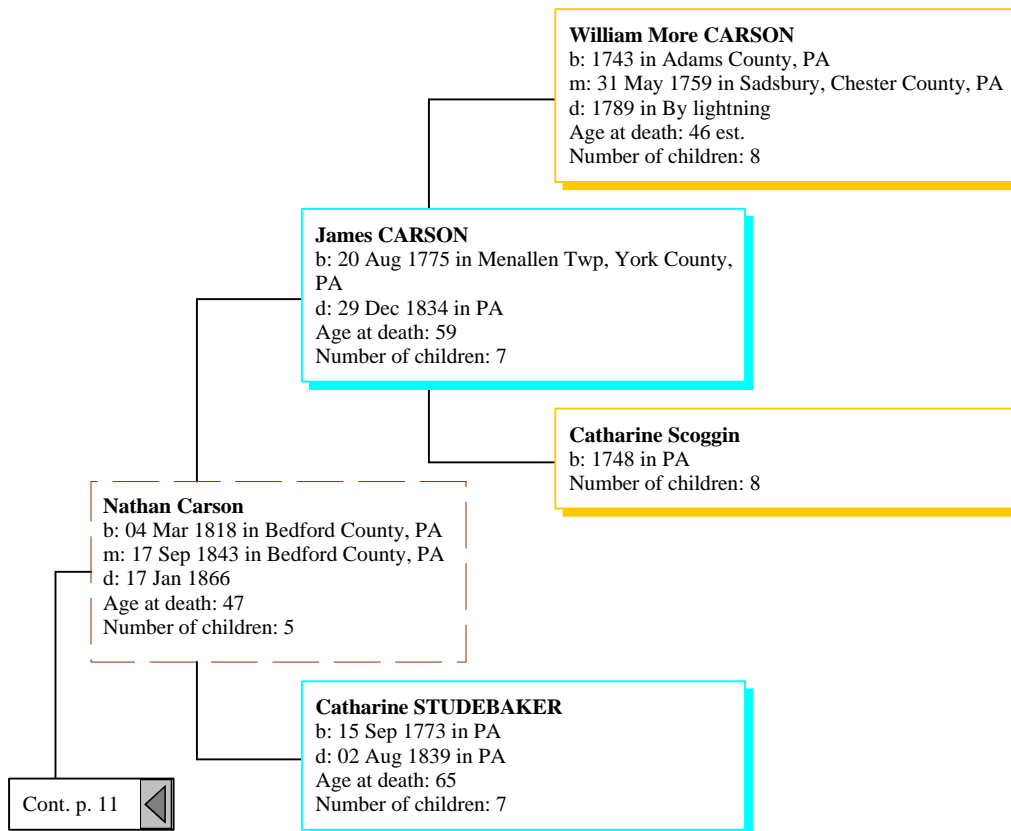 William More CARSON
b: 1743 in Adams County, PA
m: 31 May 1759 in Sadsbury, Chester County, PA
d: 1789 in By lightning
Age at death: 46 est.
Number of children: 8
James CARSON
b: 20 Aug 1775 in Menallen Twp, York County,
PA
d: 29 Dec 1834 in PA
Age at death: 59
Number of children: 7
Catharine Scoggin
b: 1748 in PA
Number of children: 8
Nathan Carson
b: 04 Mar 1818 in Bedford County, PA
m: 17 Sep 1843 in Bedford County, PA
d: 17 Jan 1866
Age at death: 47
Number of children: 5
Catharine STUDEBAKER
b: 15 Sep 1773 in PA
d: 02 Aug 1839 in PA
Age at death: 65
Number of children: 7
Cont. p. 11